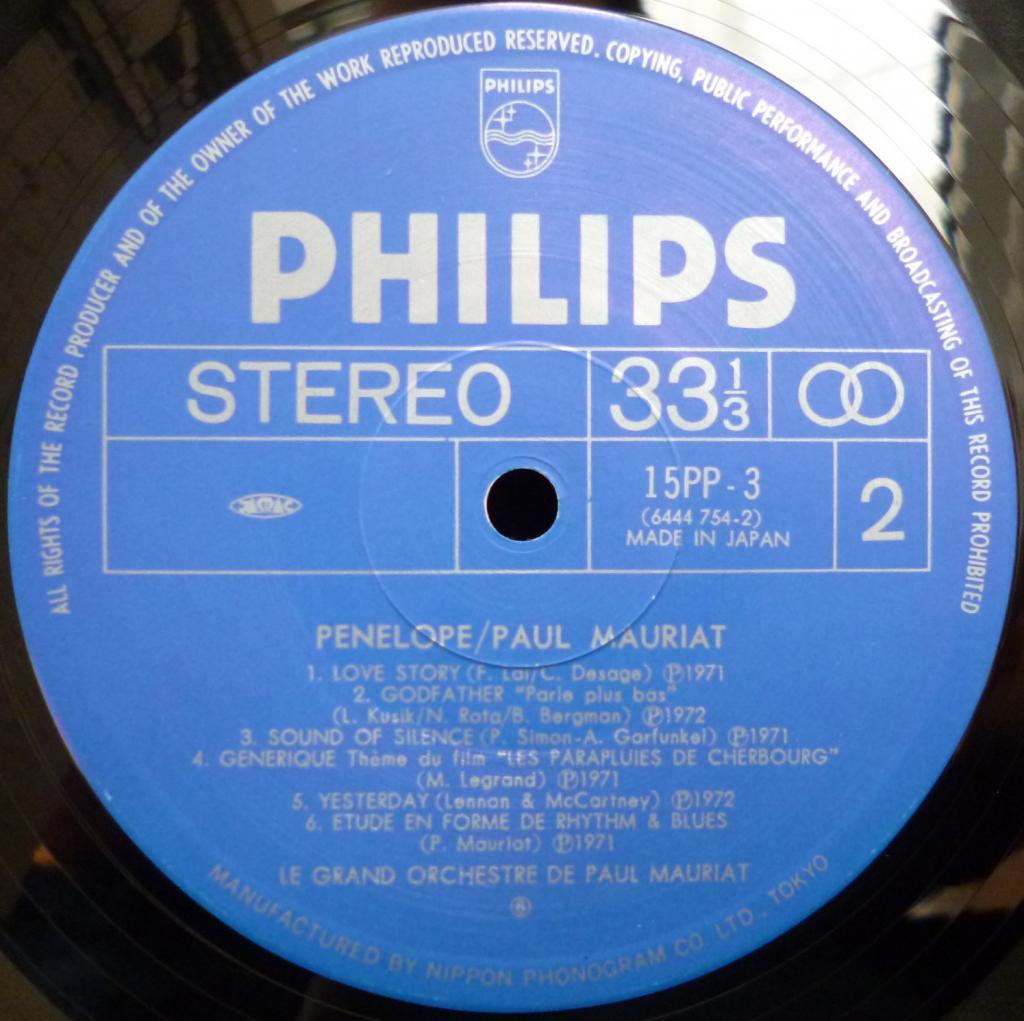 ALL RIGHTS OF THE RECORD PRODUCER AND OF THE OWNER OF THE WORK REPRODUCED RESERVED. COPYING, PUBLIC PERFORMANCE AND BROADCASTING OF THIS RECORD PROHIBITED
PHILIPS
PHILIPS
STEREO
33 1/3
15PP-3
(6444 754-2)
MADE IN JAPAN
2
PENELOPE/PAUL MAURIAT
1. LOVE STORY (F. Lai/C. Desage) ℗1971
2. GODFATHER "Parle plus bas"
(L. Kusik/N. Rota/B. Bergman) ℗1972
3. SOUND OF SILENCE (P. Simon-A. Garfunkel) ℗1971
4. GENERIQUE Thème du film "LES PARAPLUIES DE CHERBOURG"
(M. Legrand) ℗1971
5. YESTERDAY (Lennon & McCartney) ℗1972
6. ETUDE EN FORME DE RHYTHM & BLUES
(P. Mauriat) ℗1971
LE GRAND ORCHESTRE DE PAUL MAURIAT
MANUFACTURED BY NIPPON PHONOGRAM CO. LTD., TOKYO